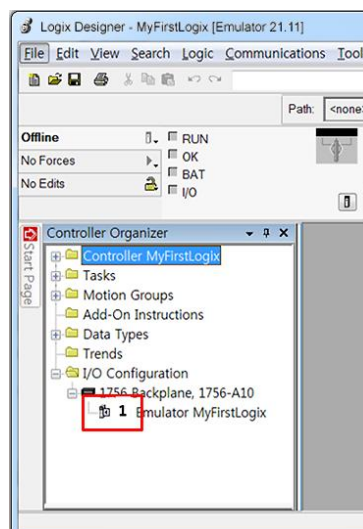 Logix Designer - MyFirstLogix [Emulator 21.11]
File Edit View Search Logic Communications Tool
Path: <none>
Offline
RUN
No Forces
OK
BAT
No Edits
I/O
Start Page
Controller Organizer
Controller MyFirstLogix
Tasks
Motion Groups
Add-On Instructions
Data Types
Trends
I/O Configuration
1756 Backplane, 1756-A10
1 Emulator MyFirstLogix